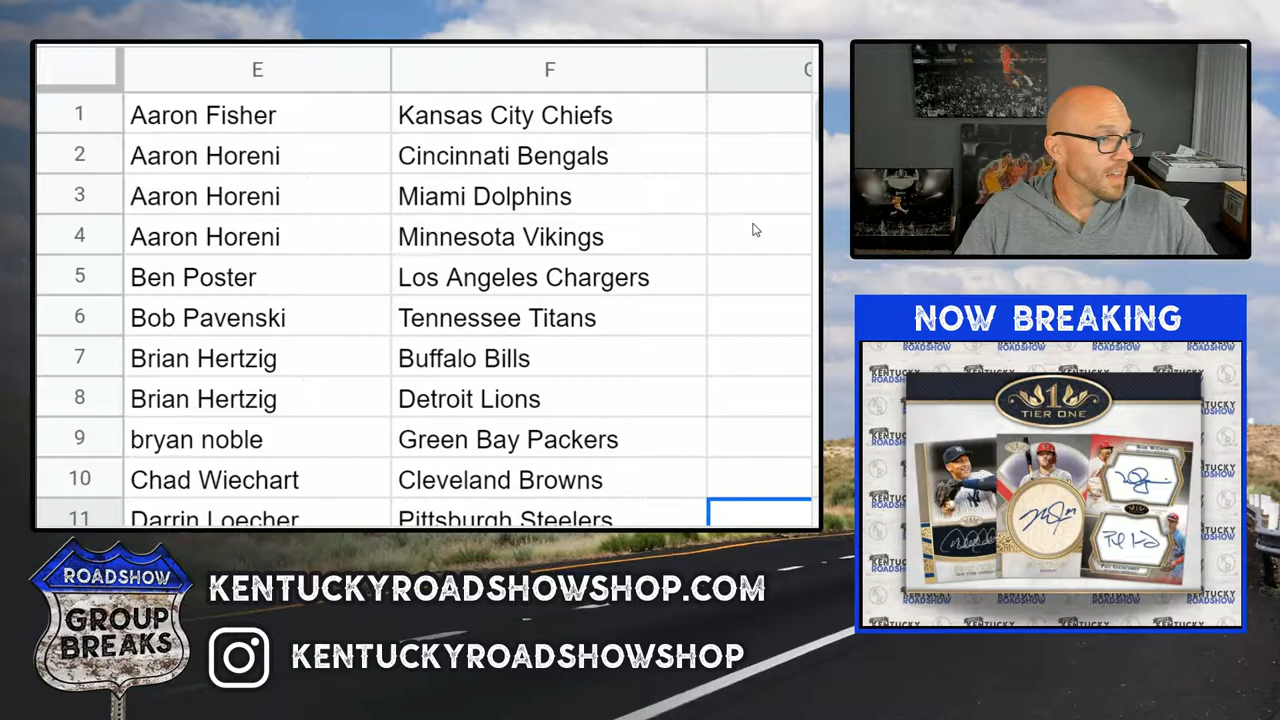 E F G
1 Aaron Fisher Kansas City Chiefs
2 Aaron Horeni Cincinnati Bengals
3 Aaron Horeni Miami Dolphins
4 Aaron Horeni Minnesota Vikings
5 Ben Poster Los Angeles Chargers
6 Bob Pavenski Tennessee Titans
7 Brian Hertzig Buffalo Bills
8 Brian Hertzig Detroit Lions
9 bryan noble Green Bay Packers
10 Chad Wiechart Cleveland Browns
11 Darrin Loecher Pittsburgh Steelers
NOW BREAKING
KENTUCKY ROADSHOW
1
TIER ONE
ROADSHOW
GROUP
BREAKS
KENTUCKYROADSHOWSHOP.COM
KENTUCKYROADSHOWSHOP